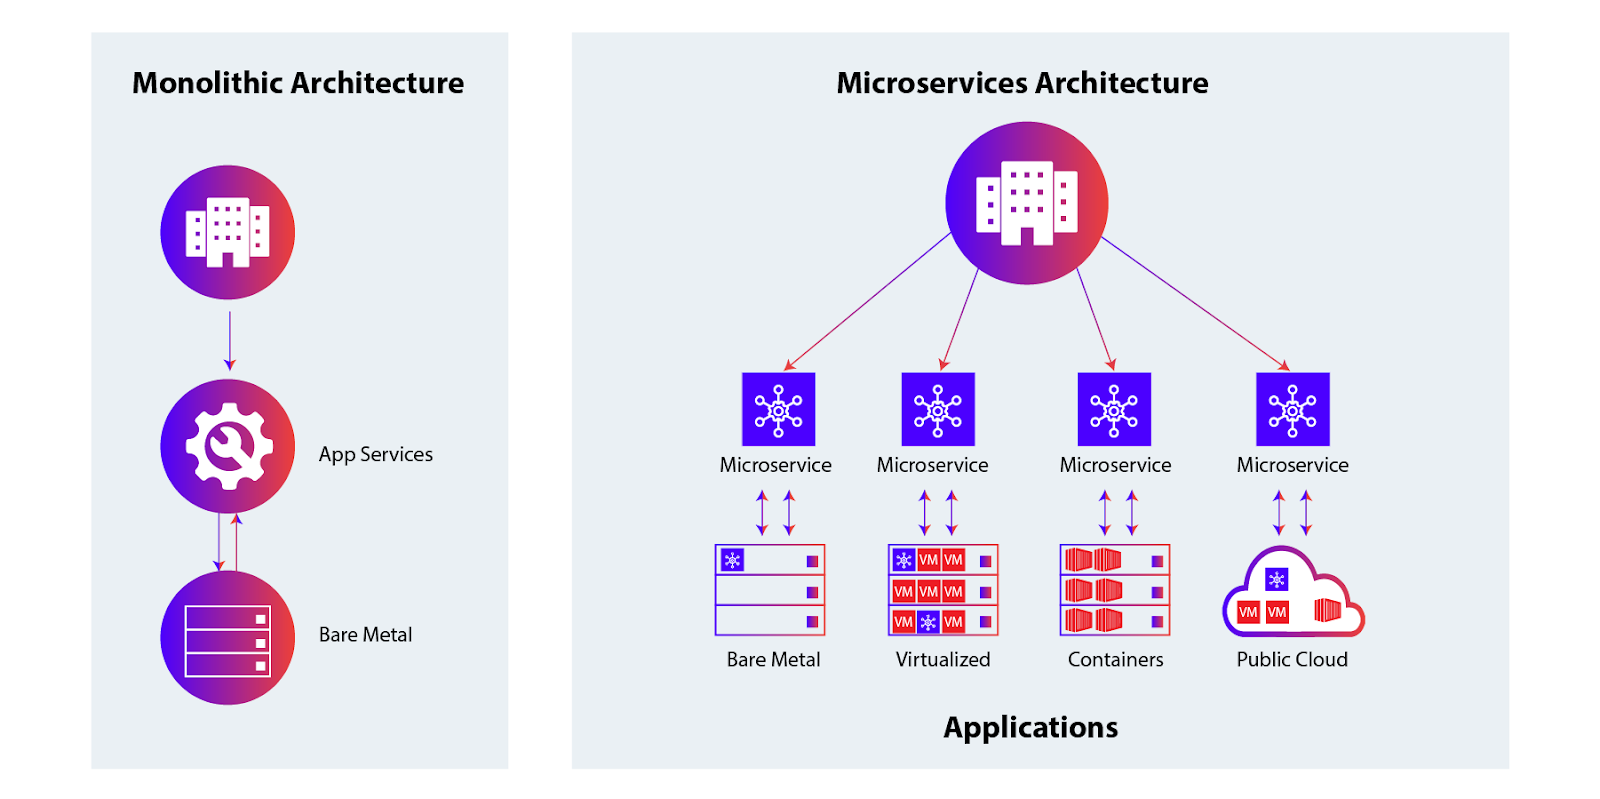 Monolithic Architecture
App Services
Bare Metal
Microservices Architecture
Microservice Microservice Microservice Microservice
VM VM
VM VM VM
VM VM
VM VM
Bare Metal Virtualized Containers Public Cloud
Applications